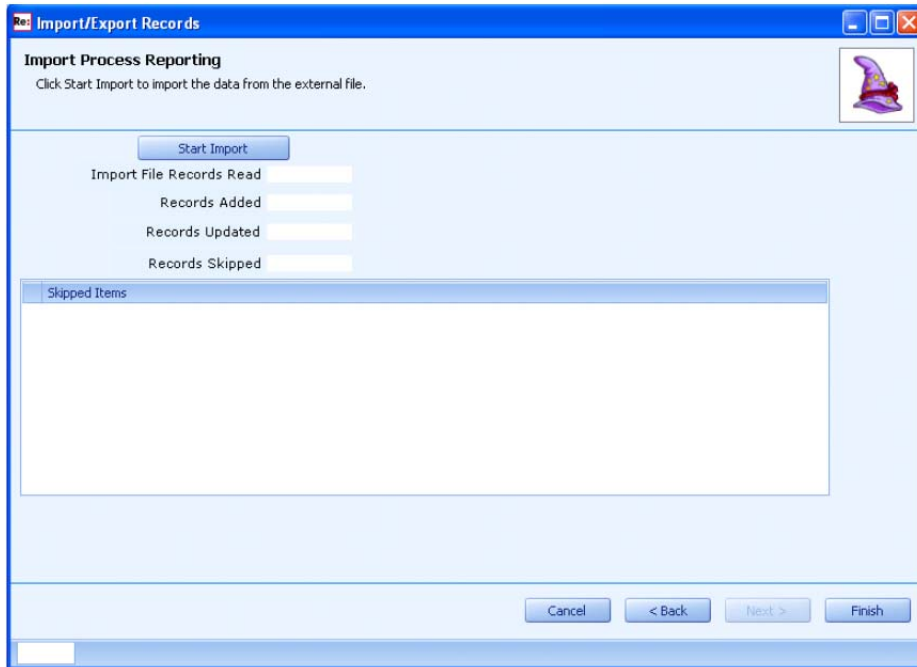 Re: Import/Export Records
Import Process Reporting
Click Start Import to import the data from the external file.
Start Import
Import File Records Read
Records Added
Records Updated
Records Skipped
Skipped Items
Cancel < Back Next > Finish